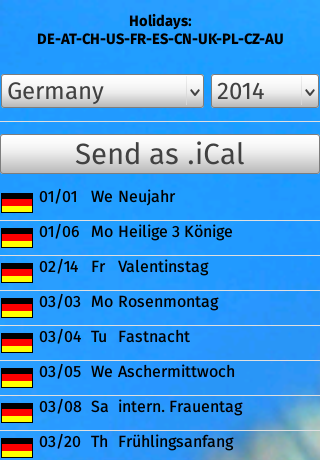 Holidays:
DE-AT-CH-US-FR-ES-CN-UK-PL-CZ-AU
Germany 2014
Send as .iCal
01/01 We Neujahr
01/06 Mo Heilige 3 Könige
02/14 Fr Valentinstag
03/03 Mo Rosenmontag
03/04 Tu Fastnacht
03/05 We Aschermittwoch
03/08 Sa intern. Frauentag
03/20 Th Frühlingsanfang